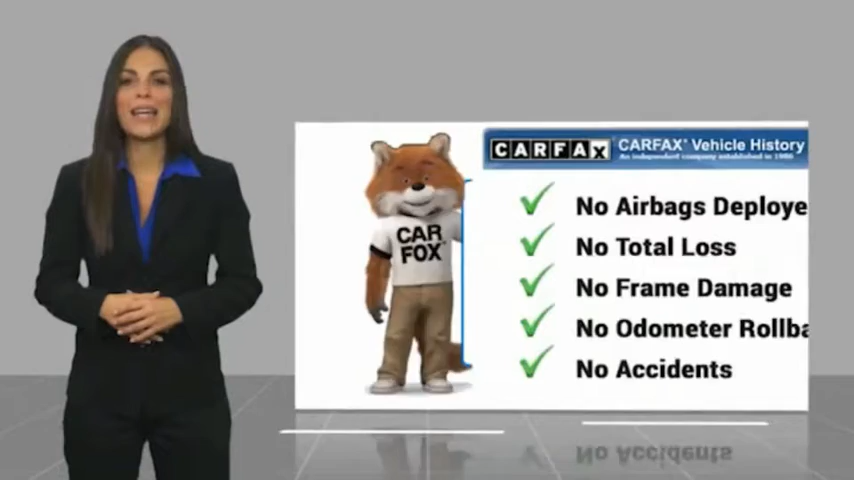 CARFAX
CARFAX® Vehicle History
An independent company established in 1986
CAR
FOX
No Airbags Deploye
No Total Loss
No Frame Damage
No Odometer Rollba
No Accidents
No Accidents